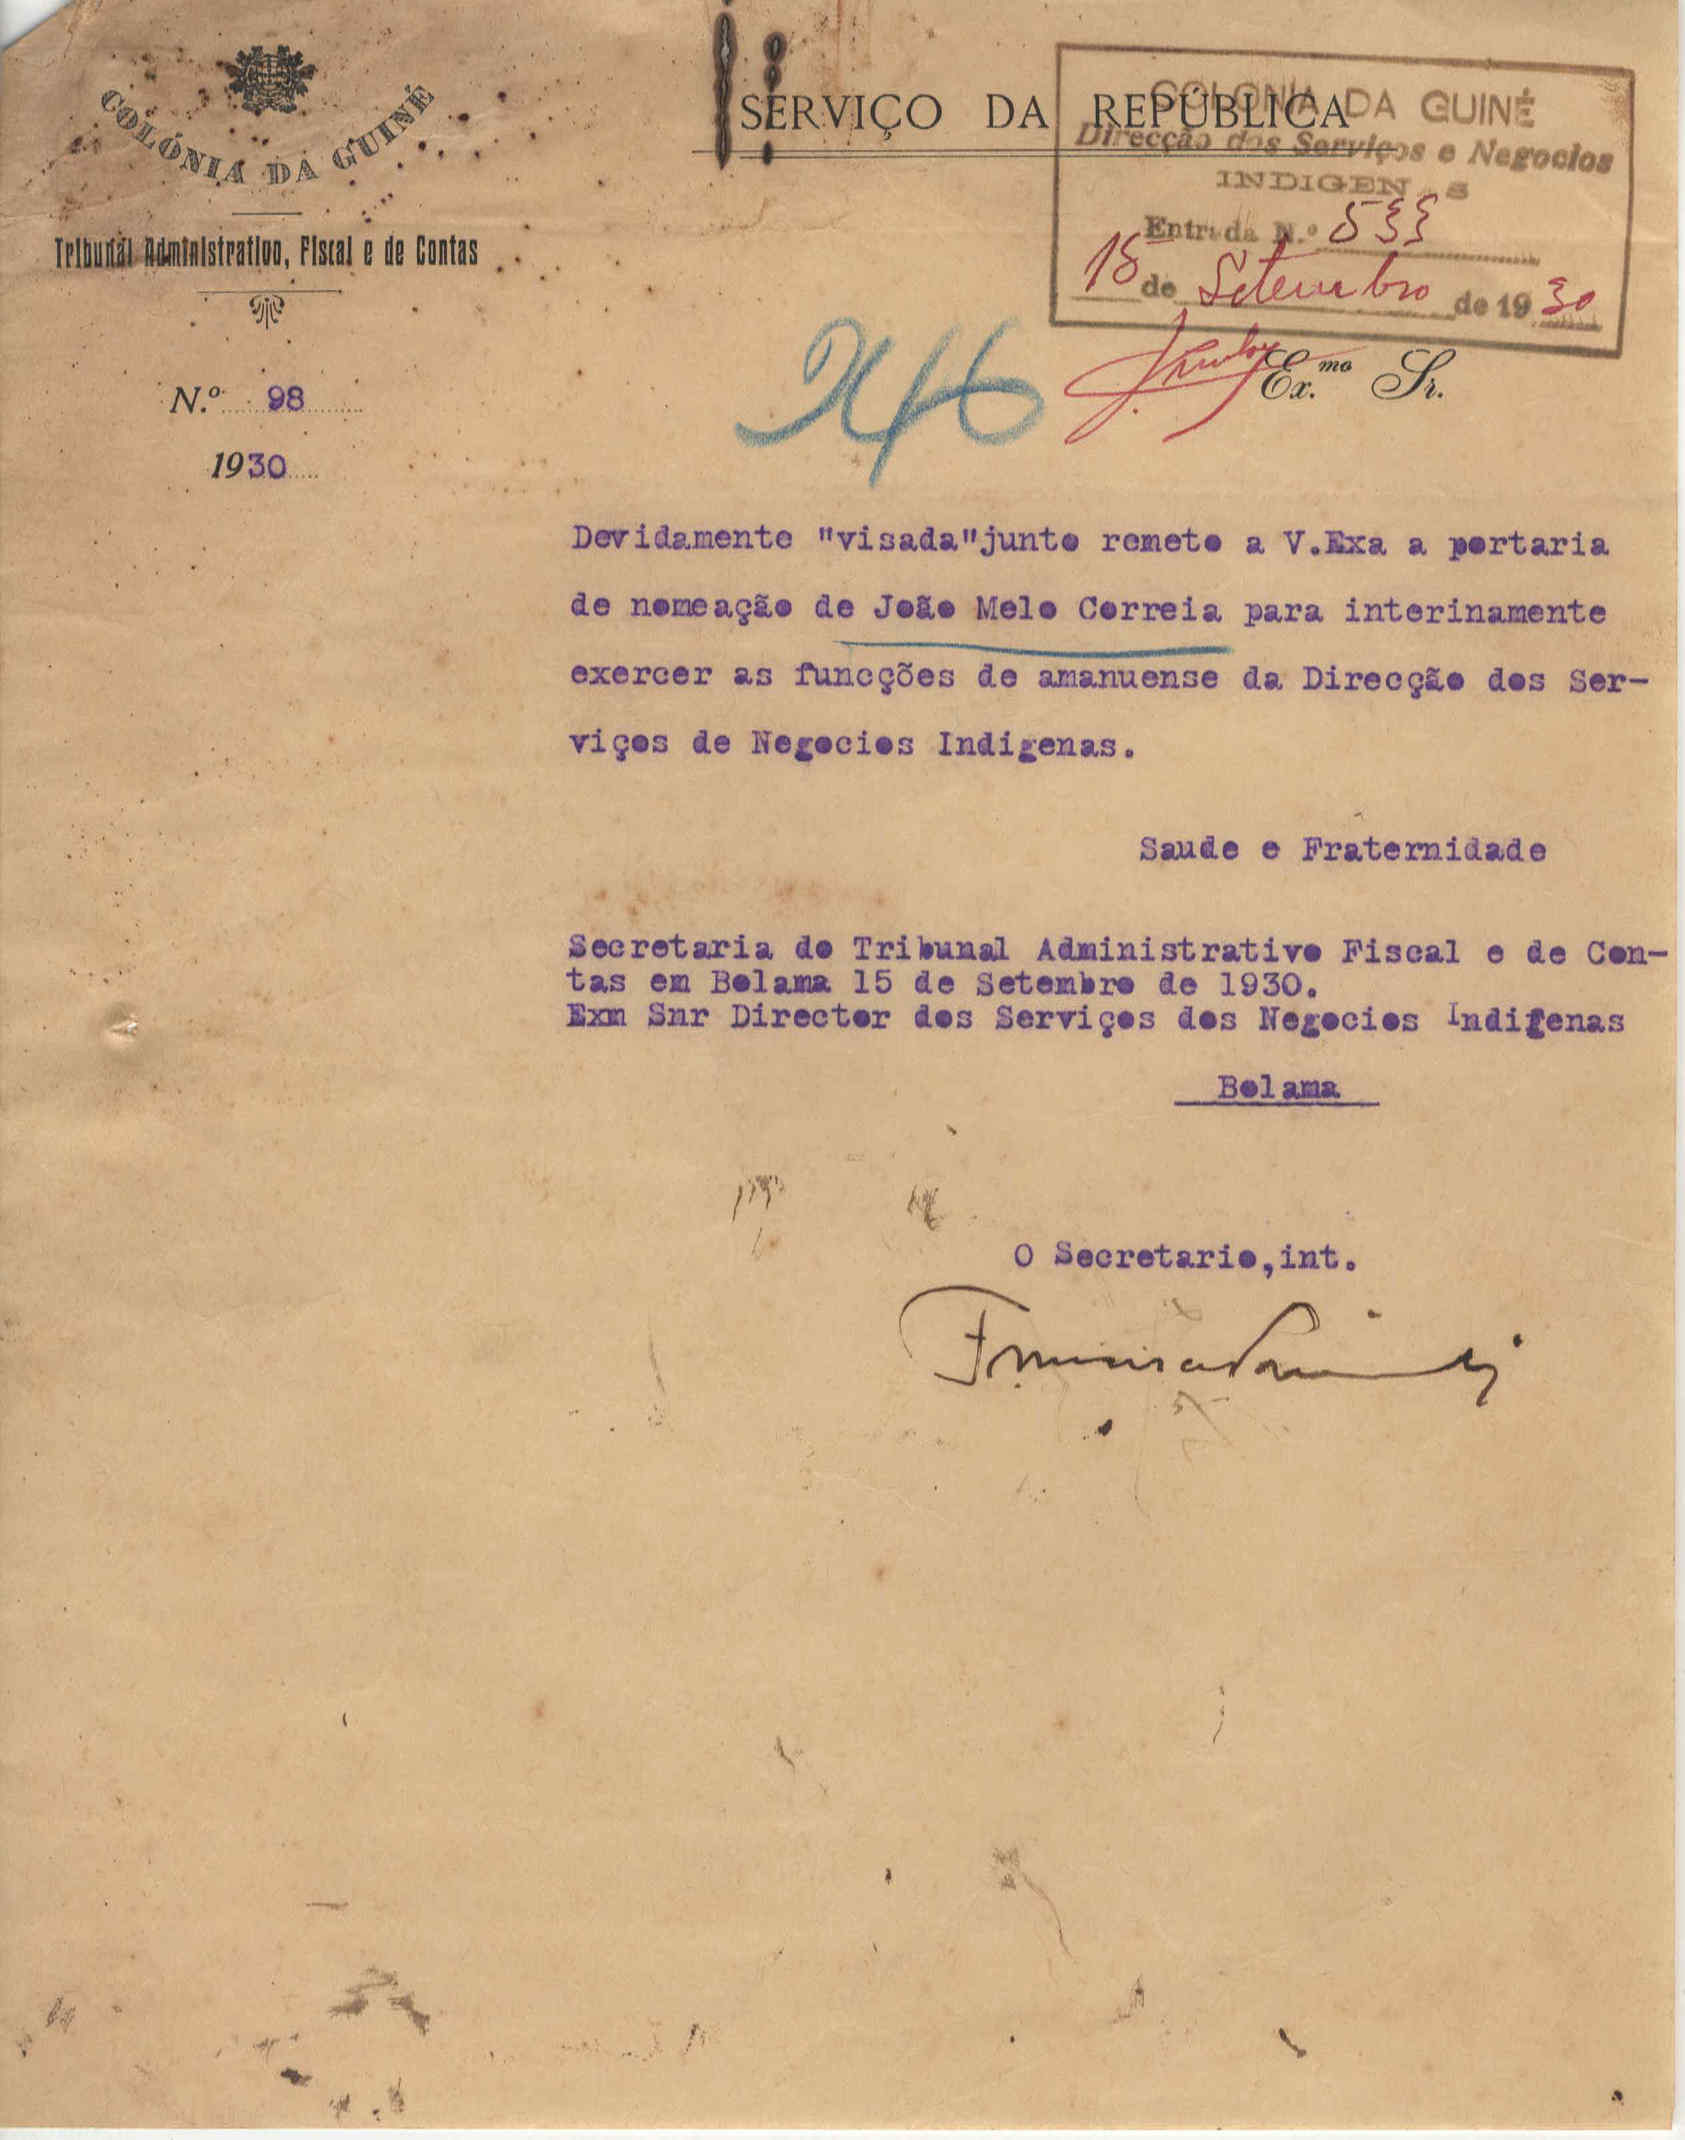 COLÓNIA DA GUINÉ
Tribunal Administrativo, Fiscal e de Contas
N.º 98
1930
SERVIÇO DA REPÚBLICA
COLONIA DA GUINÉ
Direcção dos Serviços e Negocios
INDIGEN S
Entrada N.º 533
15 de Setembro de 1930
246
Ex.mo Sr.
Devidamente "visada" junto remeto a V.Exa a portaria
de nomeação de João Melo Correia para interinamente
exercer as funcções de amanuense da Direcção dos Ser-
viços de Negocios Indigenas.
Saude e Fraternidade
Secretaria do Tribunal Administrativo Fiscal e de Con-
tas em Bolama 15 de Setembro de 1930.
Exm Snr Director dos Serviços dos Negocios Indigenas
Bolama
O Secretario,int.